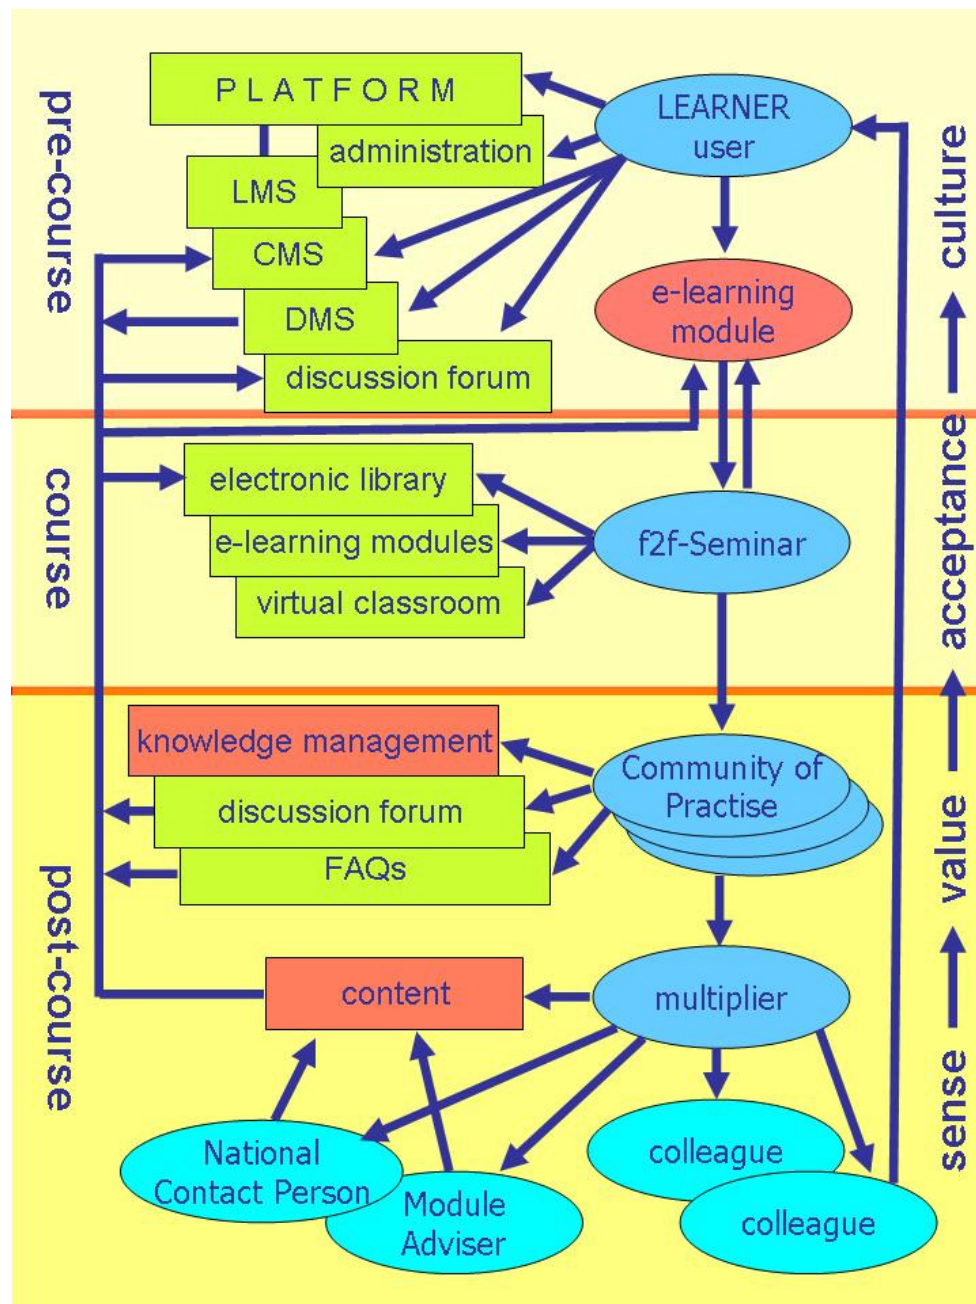 pre-course
P L A T F O R M
administration
LMS
CMS
DMS
discussion forum
LEARNER
user
e-learning
module
culture
course
electronic library
e-learning modules
virtual classroom
f2f-Seminar
acceptance
post-course
knowledge management
discussion forum
FAQs
Community of
Practise
value
content
multiplier
National
Contact Person
Module
Adviser
colleague
colleague
sense